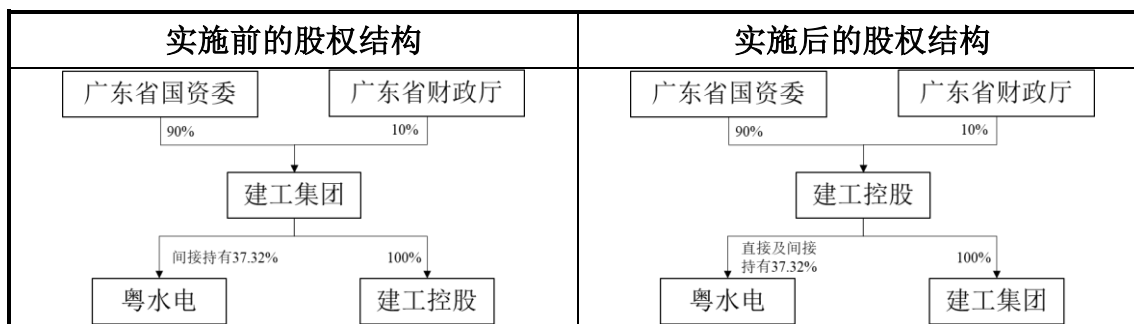 实施前的股权结构
广东省国资委
广东省财政厅
90%
10%
建工集团
间接持有37.32%
100%
粤水电
建工控股
实施后的股权结构
广东省国资委
广东省财政厅
90%
10%
建工控股
直接及间接
持有37.32%
100%
粤水电
建工集团